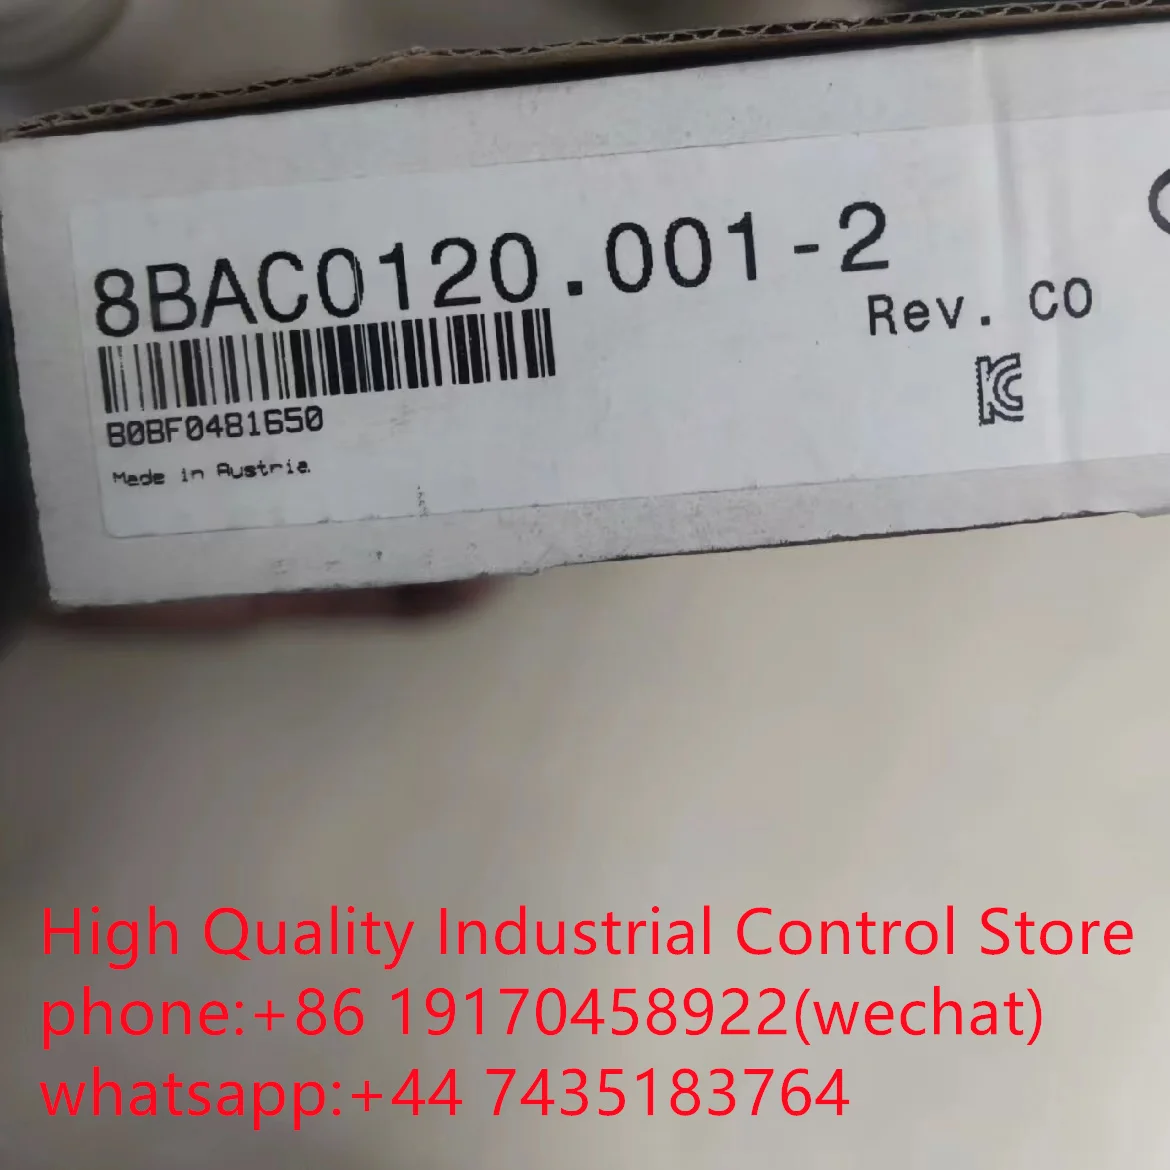 8BAC0120.001-2
Rev. C0
B0BF0481650
Made in Austria
High Quality Industrial Control Store
phone:+86 19170458922(wechat)
whatsapp:+44 7435183764